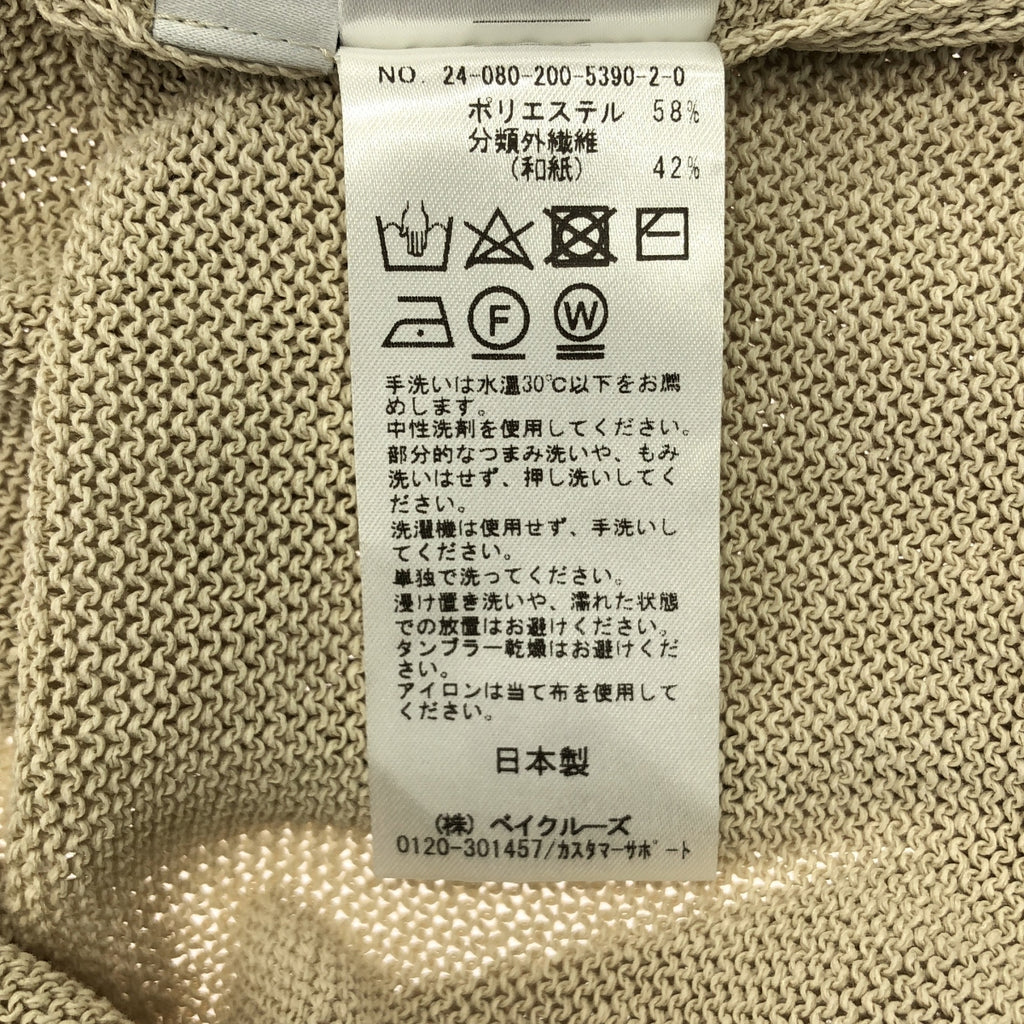 NO. 24-080-200-5390-2-0
ポリエステル 58%
分類外繊維
(和紙) 42%
F W
手洗いは水温30℃以下をお薦
めします。
中性洗剤を使用してください。
部分的なつまみ洗いや、もみ
洗いはせず、押し洗いしてく
ださい。
洗濯機は使用せず、手洗いし
てください。
単独で洗ってください。
浸け置き洗いや、濡れた状態
での放置はお避けください。
タンブラー乾燥はお避けくだ
さい。
アイロンは当て布を使用して
ください。
日本製
(株) ベイクルーズ
0120-301457/カスタマーサポート